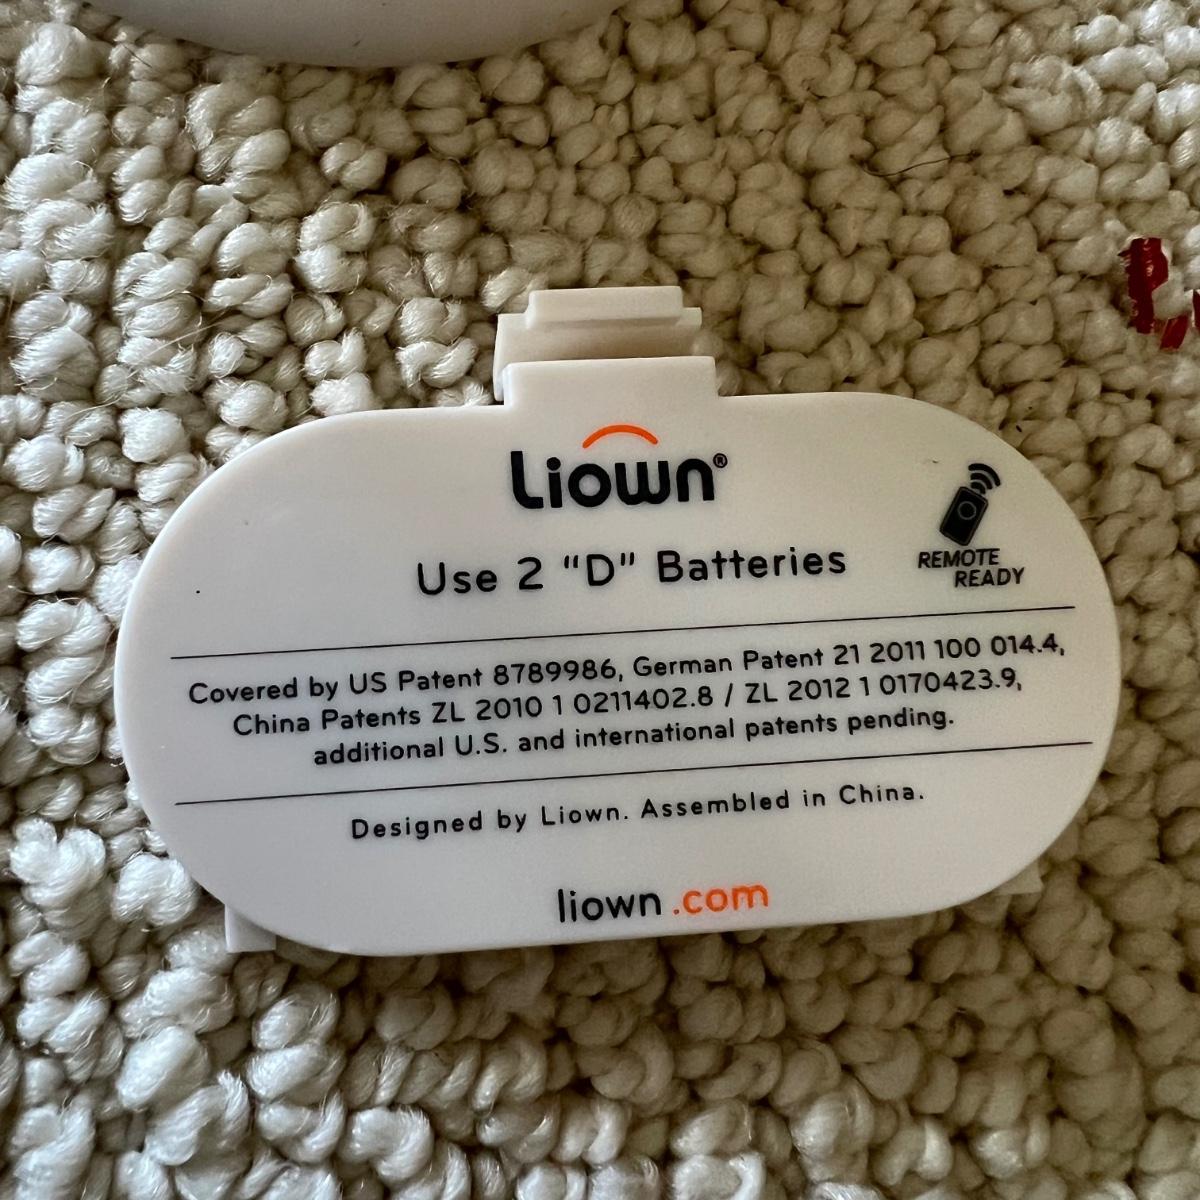 Liown®
Use 2 "D" Batteries
REMOTE
READY
Covered by US Patent 8789986, German Patent 21 2011 100 014.4,
China Patents ZL 2010 1 0211402.8 / ZL 2012 1 0170423.9,
additional U.S. and international patents pending.
Designed by Liown. Assembled in China.
liown.com